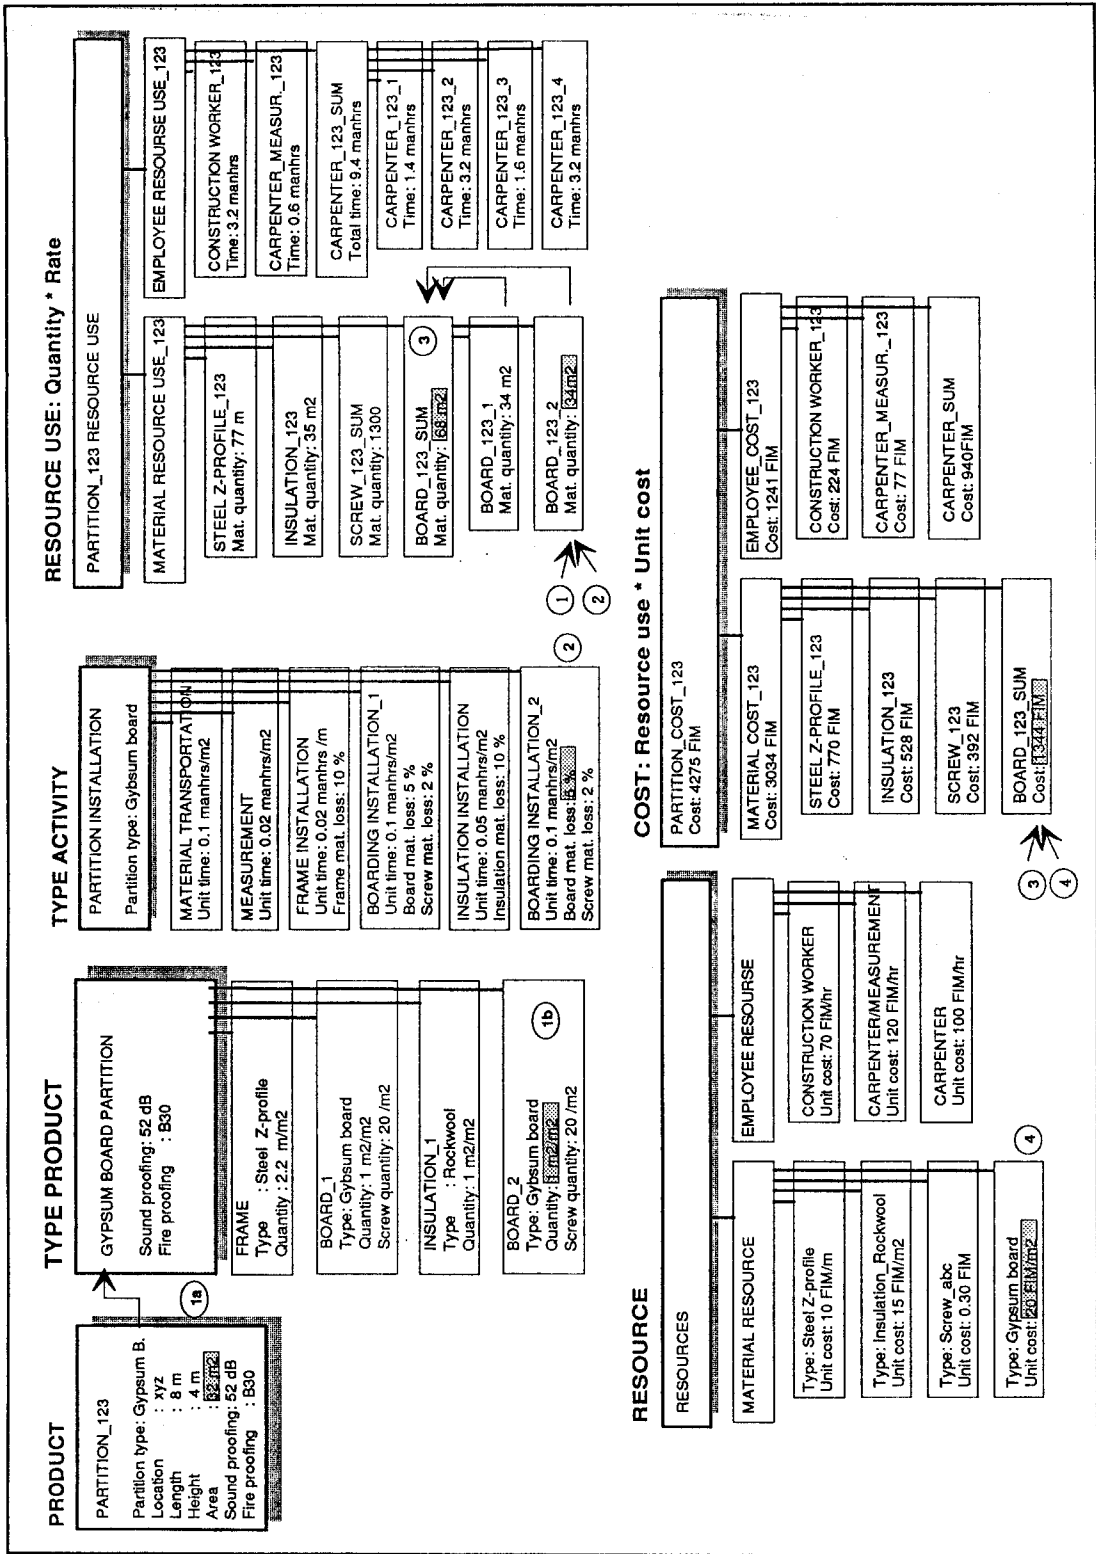 PRODUCT
PARTITION_123
Partition type: Gypsum B.
Location : xyz
Length : 8 m
Height : 4 m
Area : 32 m2
Sound proofing: 52 dB
Fire proofing : B30
1a
TYPE PRODUCT
GYPSUM BOARD PARTITION
Sound proofing: 52 dB
Fire proofing : B30
FRAME
Type : Steel Z-profile
Quantity : 2.2 m/m2
BOARD_1
Type: Gybsum board
Quantity: 1 m2/m2
Screw quantity: 20 /m2
INSULATION_1
Type : Rockwool
Quantity: 1 m2/m2
BOARD_2
Type: Gybsum board
Quantity: 1 m2/m2
Screw quantity: 20 /m2
1b
TYPE ACTIVITY
PARTITION INSTALLATION
Partition type: Gybsum board
MATERIAL TRANSPORTATION
Unit time: 0.1 manhrs/m2
MEASUREMENT
Unit time: 0.02 manhrs/m2
FRAME INSTALLATION
Unit time: 0.02 manhrs /m
Frame mat. loss: 10 %
BOARDING INSTALLATION_1
Unit time: 0.1 manhrs/m2
Board mat. loss: 5 %
Screw mat. loss: 2 %
INSULATION INSTALLATION
Unit time: 0.05 manhrs/m2
Insulation mat. loss: 10 %
BOARDING INSTALLATION_2
Unit time: 0.1 manhrs/m2
Board mat. loss: 5 %
Screw mat. loss: 2 %
2
RESOURCE USE: Quantity * Rate
PARTITION_123 RESOURCE USE
MATERIAL RESOURCE USE_123
STEEL Z-PROFILE_123
Mat. quantity: 77 m
INSULATION_123
Mat. quantity: 35 m2
SCREW_123_SUM
Mat. quantity: 1300
BOARD_123_SUM
Mat. quantity: 68 m2
3
BOARD_123_1
Mat. quantity: 34 m2
BOARD_123_2
Mat. quantity: 34m2
1
2
EMPLOYEE RESOURSE USE_123
CONSTRUCTION WORKER_123
Time: 3.2 manhrs
CARPENTER_MEASUR._123
Time: 0.6 manhrs
CARPENTER_123_SUM
Total time: 9.4 manhrs
CARPENTER_123_1
Time: 1.4 manhrs
CARPENTER_123_2
Time: 3.2 manhrs
CARPENTER_123_3
Time: 1.6 manhrs
CARPENTER_123_4
Time: 3.2 manhrs
RESOURCE
RESOURCES
MATERIAL RESOURCE
Type: Steel Z-profile
Unit cost: 10 FIM/m
Type: Insulation_Rockwool
Unit cost: 15 FIM/m2
Type: Screw_abc
Unit cost: 0.30 FIM
Type: Gypsum board
Unit cost: 20 FIM/m2
4
EMPLOYEE RESOURSE
CONSTRUCTION WORKER
Unit cost: 70 FIM/hr
CARPENTER/MEASUREMENT
Unit cost: 120 FIM/hr
CARPENTER
Unit cost: 100 FIM/hr
COST: Resource use * Unit cost
PARTITION_COST_123
Cost: 4275 FIM
MATERIAL COST_123
Cost: 3034 FIM
STEEL Z-PROFILE_123
Cost: 770 FIM
INSULATION_123
Cost: 528 FIM
SCREW_123
Cost: 392 FIM
BOARD_123_SUM
Cost: 1344 FIM
3
4
EMPLOYEE_COST_123
Cost: 1241 FIM
CONSTRUCTION WORKER_123
Cost: 224 FIM
CARPENTER_MEASUR._123
Cost: 77 FIM
CARPENTER_SUM
Cost: 940FIM